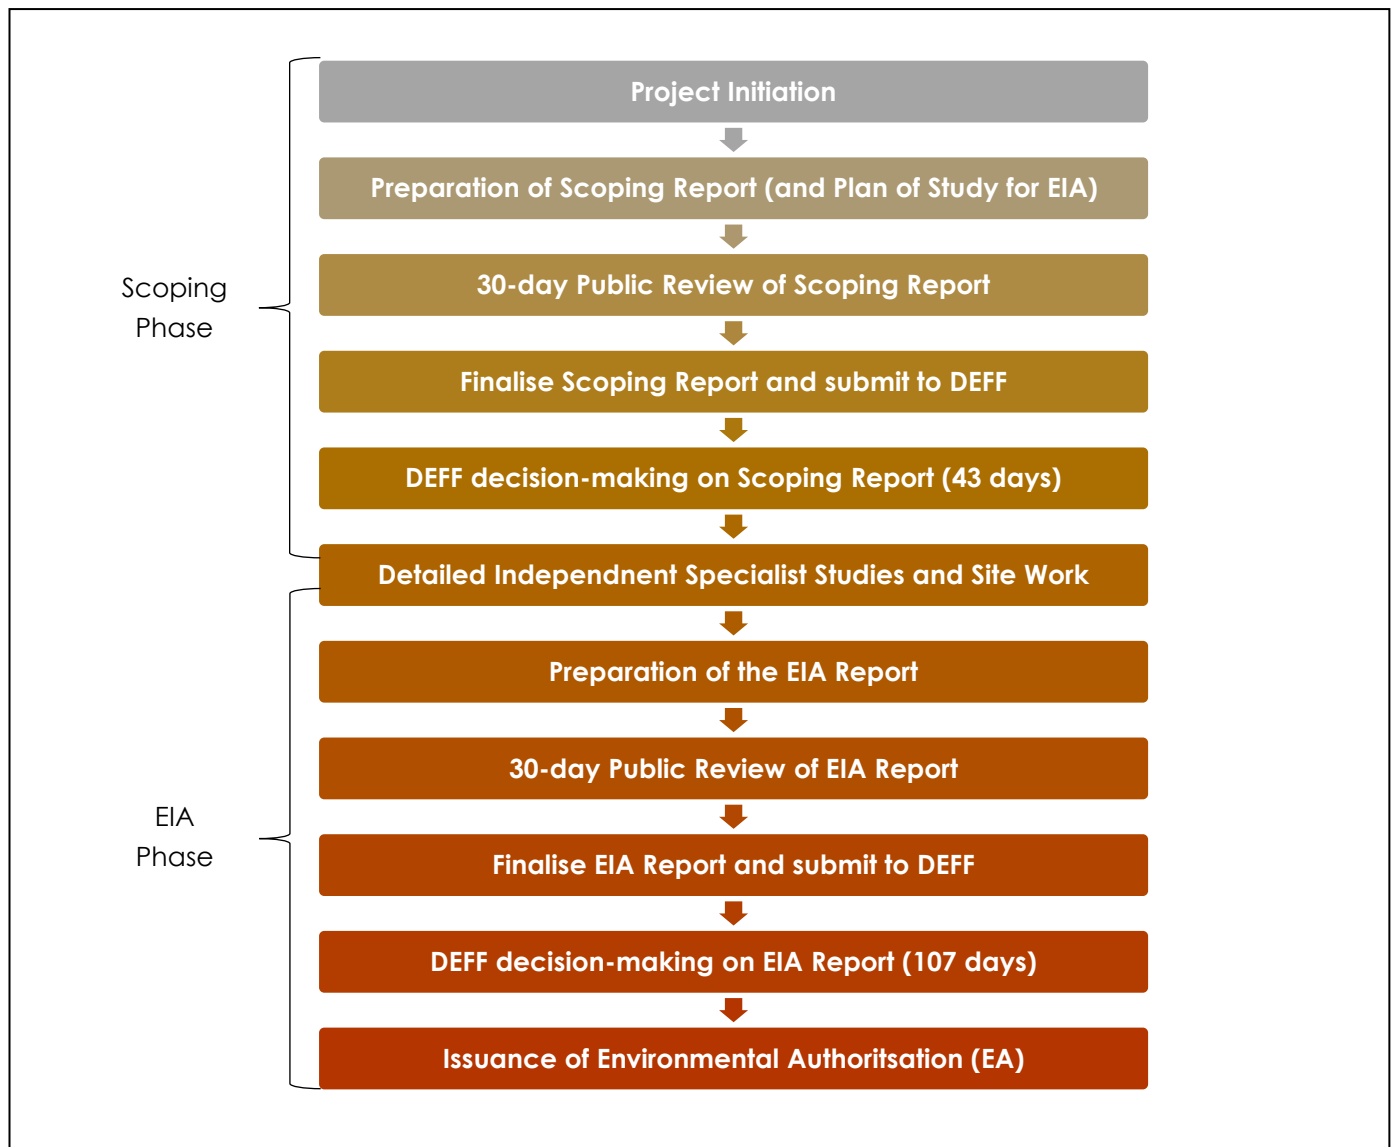 Project Initiation
Preparation of Scoping Report (and Plan of Study for EIA)
30-day Public Review of Scoping Report
Scoping
Phase
Finalise Scoping Report and submit to DEFF
DEFF decision-making on Scoping Report (43 days)
Detailed Independnent Specialist Studies and Site Work
Preparation of the EIA Report
30-day Public Review of EIA Report
EIA
Phase
Finalise EIA Report and submit to DEFF
DEFF decision-making on EIA Report (107 days)
Issuance of Environmental Authoritsation (EA)